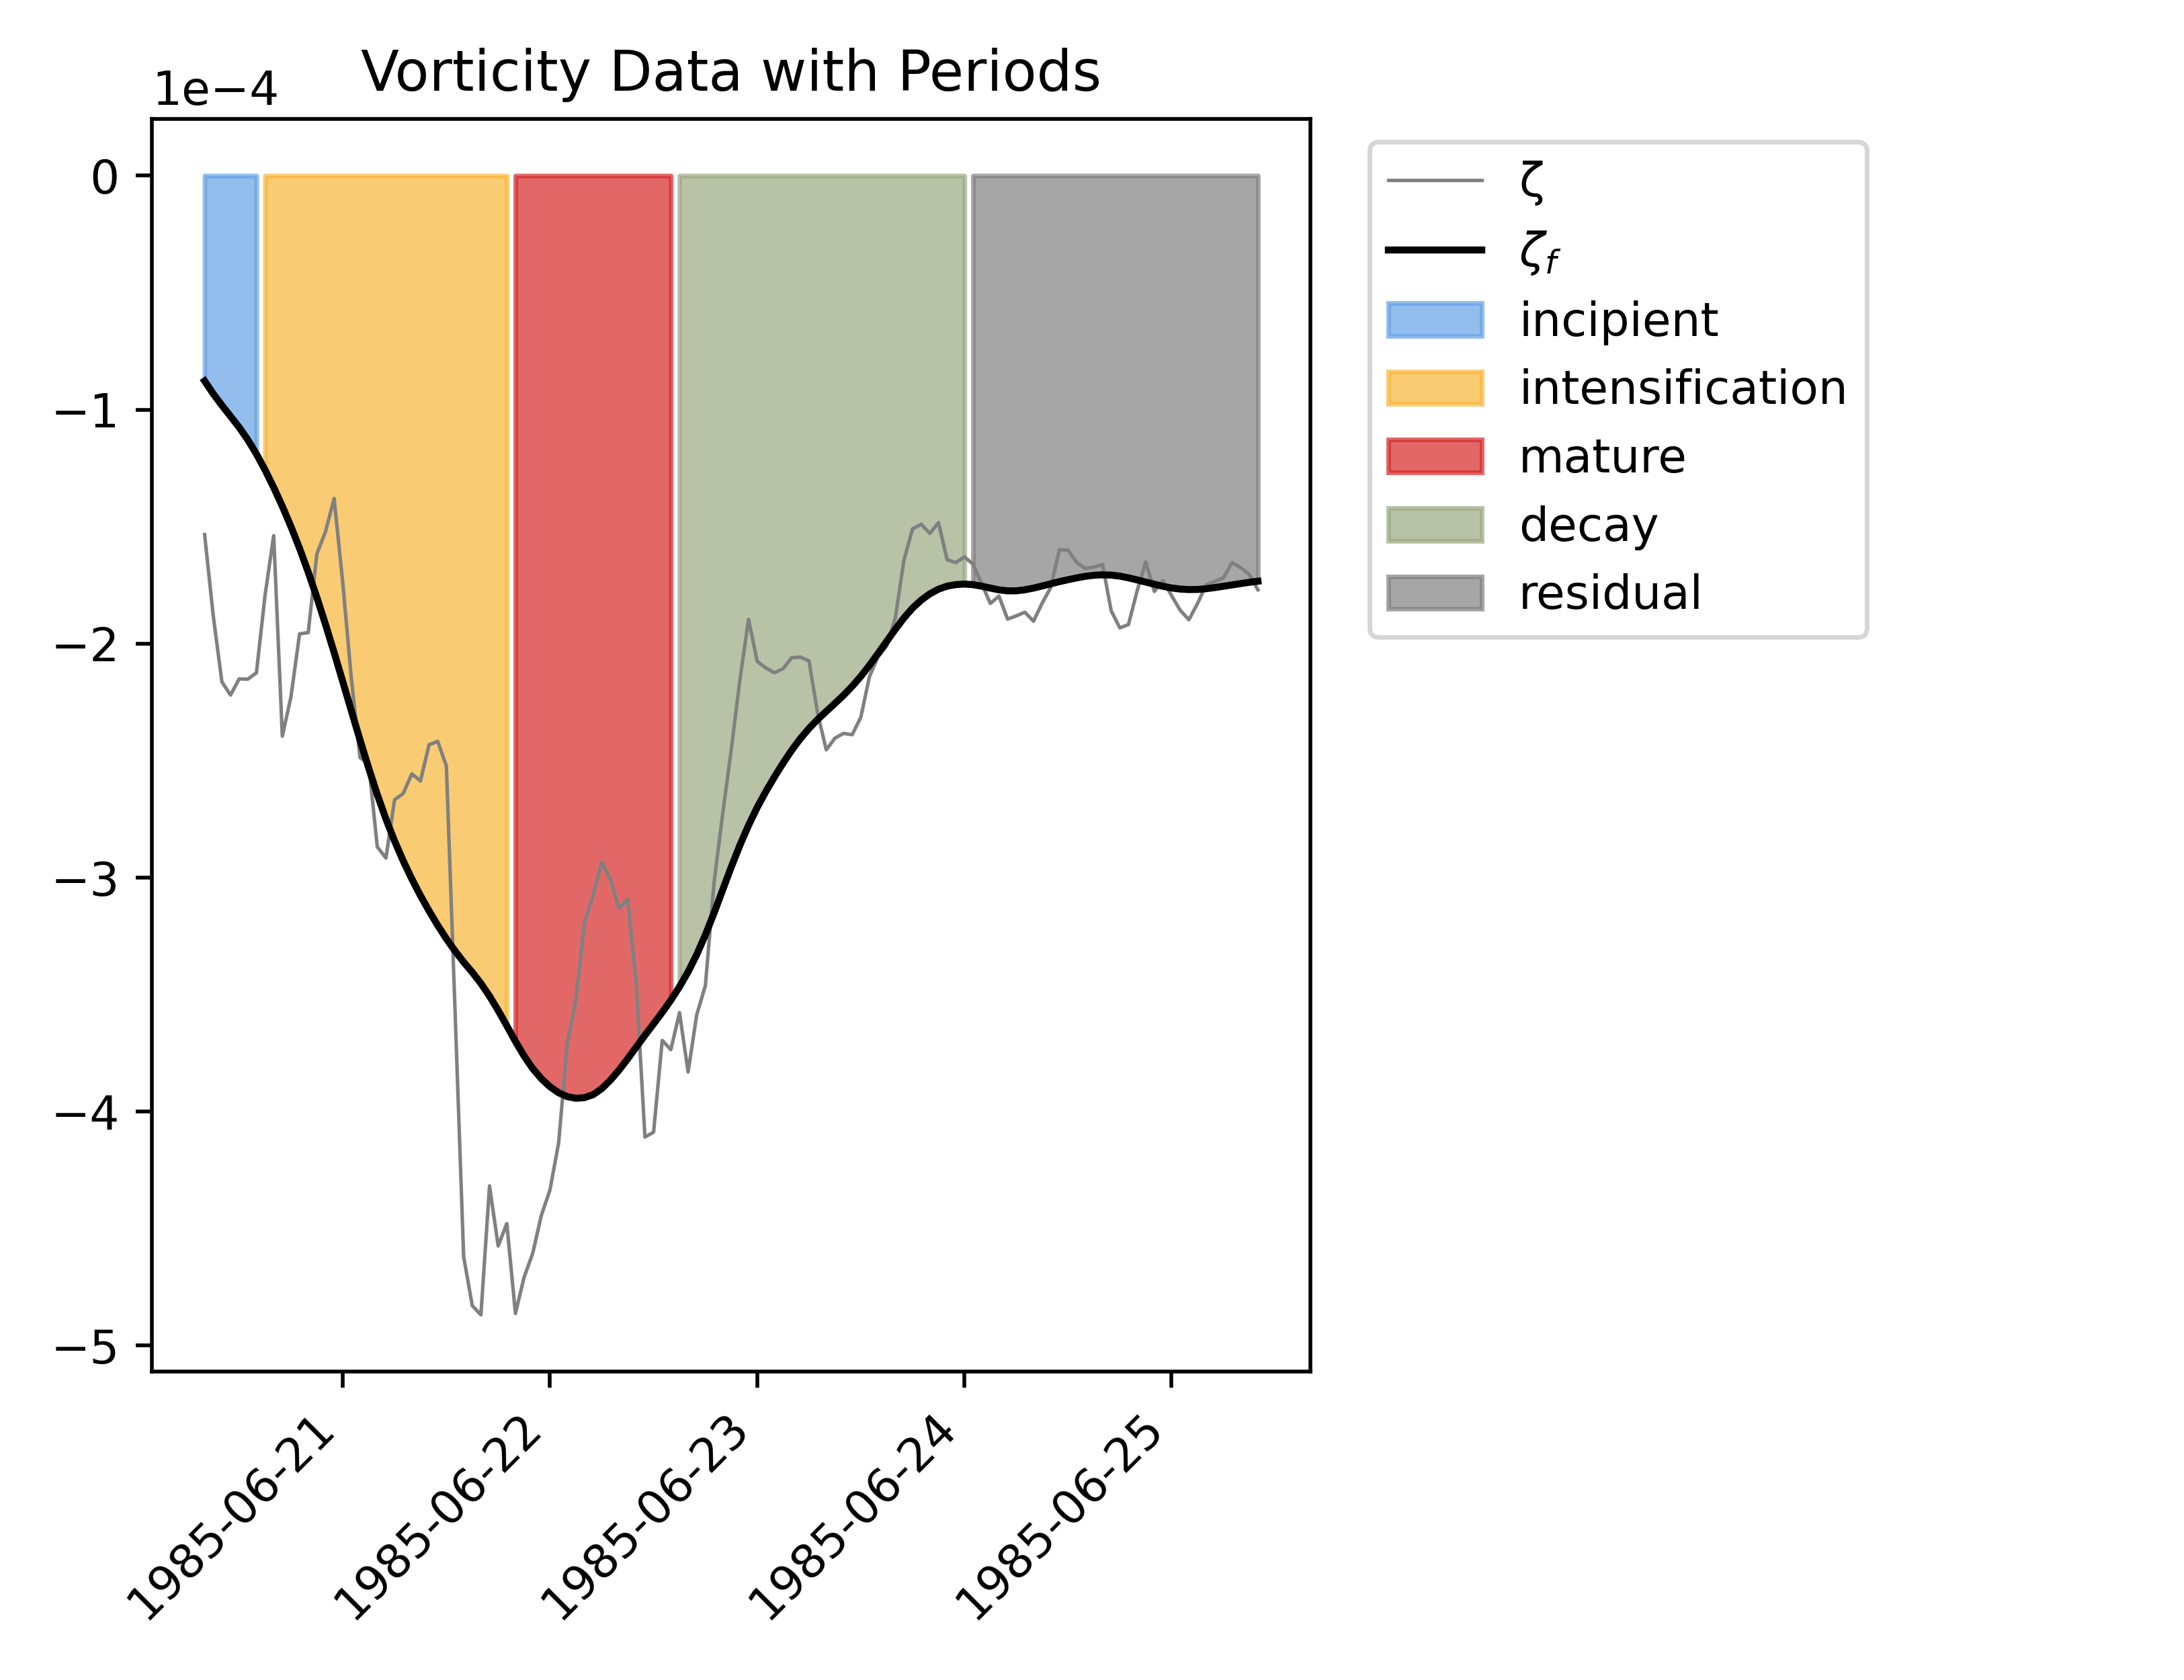 Vorticity Data with Periods
1e−4
0
−1
−2
−3
−4
−5
1985-06-21
1985-06-22
1985-06-23
1985-06-24
1985-06-25
ζ
ζf
incipient
intensification
mature
decay
residual